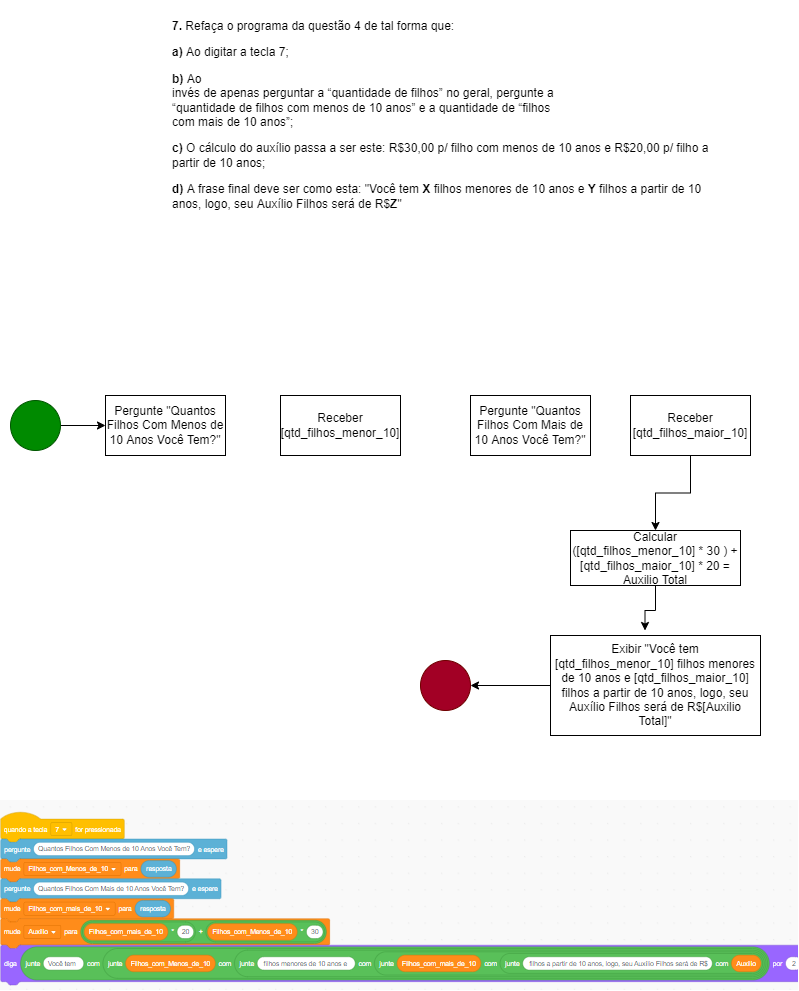 7. Refaça o programa da questão 4 de tal forma que:
a) Ao digitar a tecla 7;
b) Ao
invés de apenas perguntar a “quantidade de filhos” no geral, pergunte a
“quantidade de filhos com menos de 10 anos” e a quantidade de “filhos
com mais de 10 anos”;
c) O cálculo do auxílio passa a ser este: R$30,00 p/ filho com menos de 10 anos e R$20,00 p/ filho a
partir de 10 anos;
d) A frase final deve ser como esta: "Você tem X filhos menores de 10 anos e Y filhos a partir de 10
anos, logo, seu Auxílio Filhos será de R$Z"
Pergunte "Quantos
Filhos Com Menos de
10 Anos Você Tem?"
Receber
[qtd_filhos_menor_10]
Pergunte "Quantos
Filhos Com Mais de
10 Anos Você Tem?"
Receber
[qtd_filhos_maior_10]
Calcular
([qtd_filhos_menor_10] * 30 ) +
[qtd_filhos_maior_10] * 20 =
Auxilio Total
Exibir "Você tem
[qtd_filhos_menor_10] filhos menores
de 10 anos e [qtd_filhos_maior_10]
filhos a partir de 10 anos, logo, seu
Auxílio Filhos será de R$[Auxilio
Total]"
quando a tecla 7 for pressionada
pergunte Quantos Filhos Com Menos de 10 Anos Você Tem? e espere
mude Filhos_com_Menos_de_10 para resposta
pergunte Quantos Filhos Com Mais de 10 Anos Você Tem? e espere
mude Filhos_com_mais_de_10 para resposta
mude Auxilio para Filhos_com_mais_de_10 * 20 + Filhos_com_Menos_de_10 * 30
diga junte Você tem com junte Filhos_com_Menos_de_10 com junte filhos menores de 10 anos e com junte Filhos_com_mais_de_10 com junte filhos a partir de 10 anos, logo, seu Auxílio Filhos será de R$ com Auxilio por 2